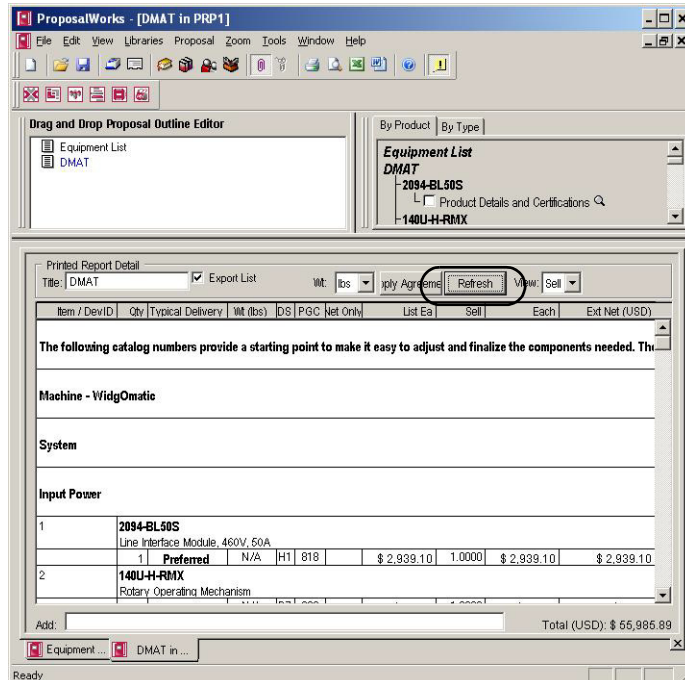 ProposalWorks - [DMAT in PRP1]
File Edit View Libraries Proposal Zoom Tools Window Help
Drag and Drop Proposal Outline Editor
Equipment List
DMAT
By Product By Type
Equipment List
DMAT
2094-BL50S
Product Details and Certifications
140U-H-RMX
Printed Report Detail
Title: DMAT Export List Wt: lbs pply Agreeme Refresh View: Sell
Item / DevID Qty Typical Delivery Wt (lbs) DS PGC Net Only List Ea Sell Each Ext Net (USD)
The following catalog numbers provide a starting point to make it easy to adjust and finalize the components needed. The
Machine - WidgOmatic
System
Input Power
1 2094-BL50S
Line Interface Module, 460V, 50A
1 Preferred N/A H1 818 $ 2,939.10 1.0000 $ 2,939.10 $ 2,939.10
2 140U-H-RMX
Rotary Operating Mechanism
Add: Total (USD): $ 55,985.89
Equipment ... DMAT in ...
Ready